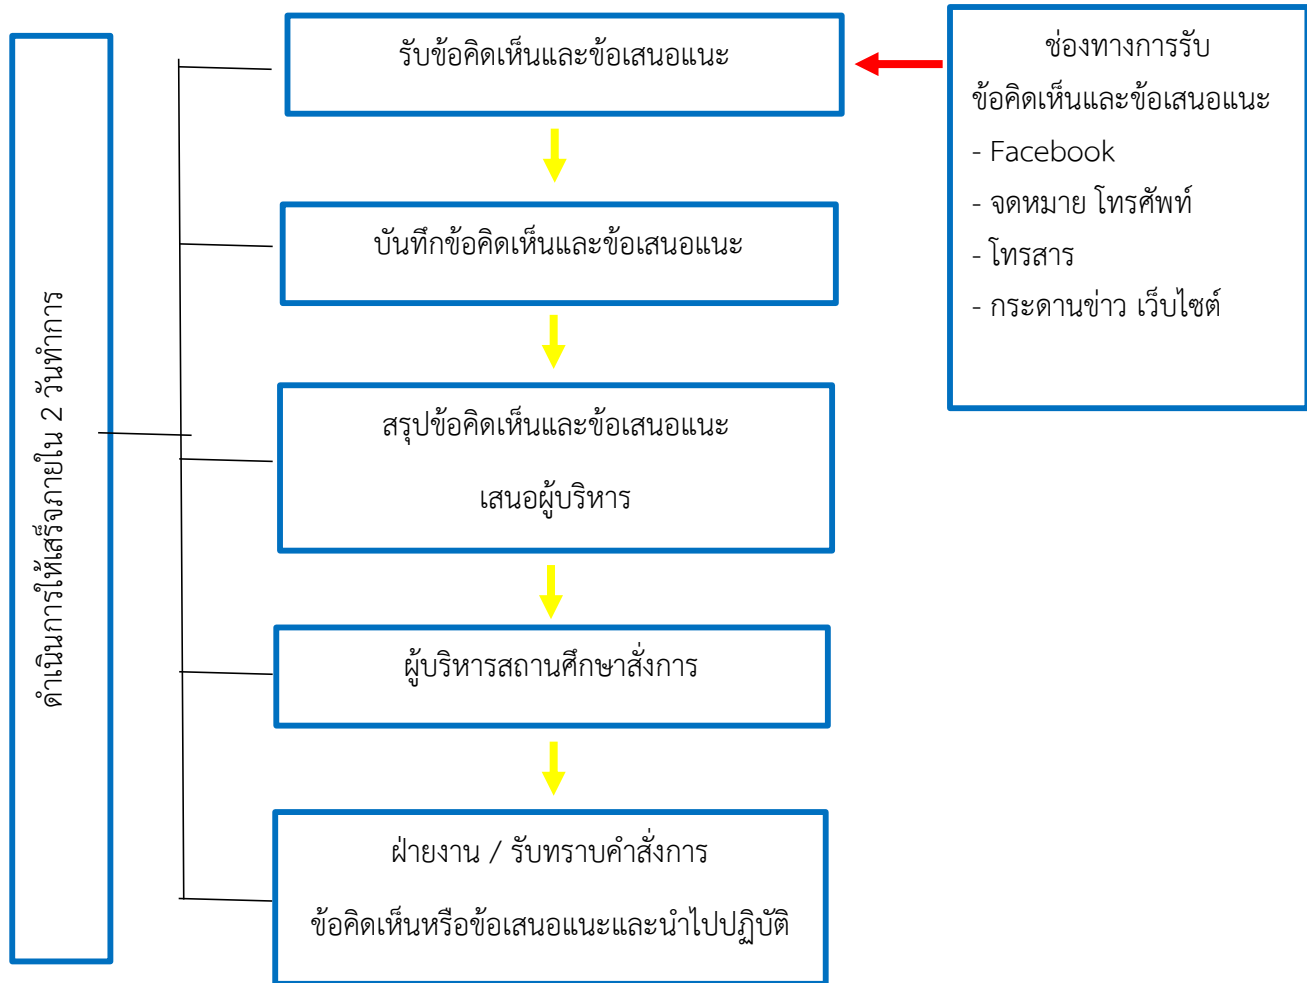 ดำเนินการให้เสร็จภายใน 2 วันทำการ
รับข้อคิดเห็นและข้อเสนอแนะ
บันทึกข้อคิดเห็นและข้อเสนอแนะ
สรุปข้อคิดเห็นและข้อเสนอแนะ
เสนอผู้บริหาร
ผู้บริหารสถานศึกษาสั่งการ
ฝ่ายงาน / รับทราบคำสั่งการ
ข้อคิดเห็นหรือข้อเสนอแนะและนำไปปฏิบัติ
ช่องทางการรับ
ข้อคิดเห็นและข้อเสนอแนะ
- Facebook
- จดหมาย โทรศัพท์
- โทรสาร
- กระดานข่าว เว็บไซต์